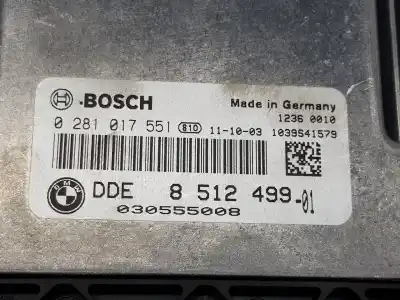 BOSCH
Made in Germany
1236 0010
0 281 017 551 810 11-10-03 1039S41579
BMW
DDE 8 512 499-01
030555008